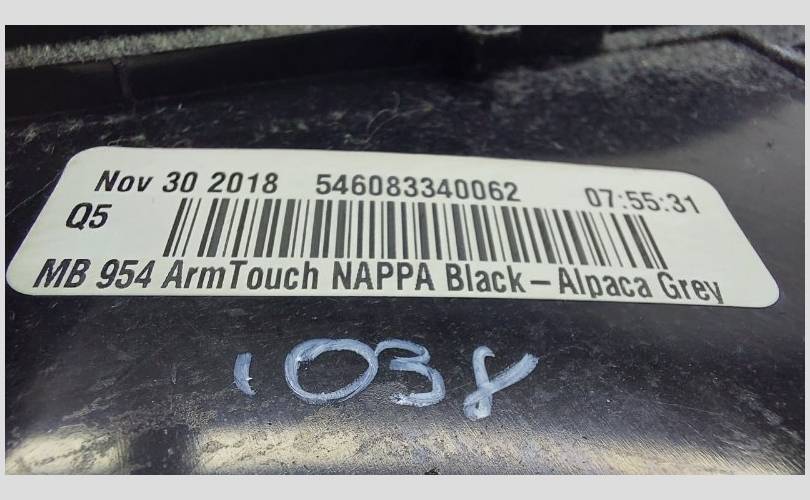 Nov 30 2018 546083340062 07:55:31
Q5
MB 954 ArmTouch NAPPA Black-Alpaca Grey
1038